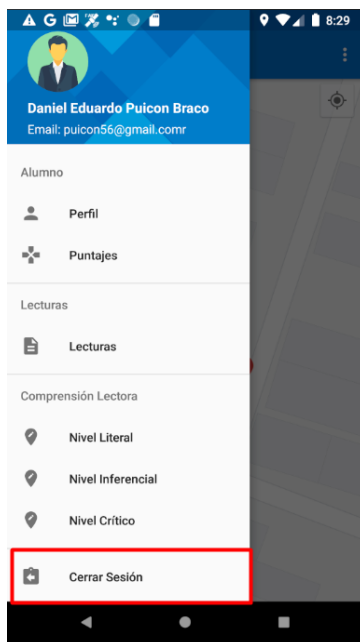 8:29
Daniel Eduardo Puicon Braco
Email: puicon56@gmail.comr
Alumno
Perfil
Puntajes
Lecturas
Lecturas
Comprensión Lectora
Nivel Literal
Nivel Inferencial
Nivel Crítico
Cerrar Sesión